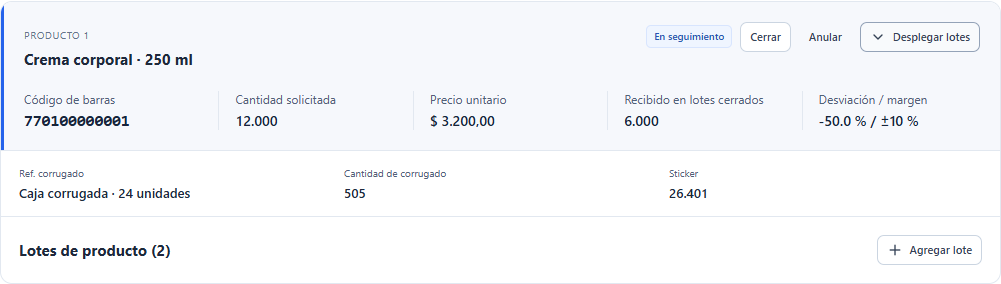 PRODUCTO 1
En seguimiento
Cerrar
Anular
Desplegar lotes
Crema corporal · 250 ml
Código de barras
Cantidad solicitada
Precio unitario
Recibido en lotes cerrados
Desviación / margen
770100000001
12.000
$ 3.200,00
6.000
-50.0 % / ±10 %
Ref. corrugado
Cantidad de corrugado
Sticker
Caja corrugada · 24 unidades
505
26.401
Lotes de producto (2)
Agregar lote